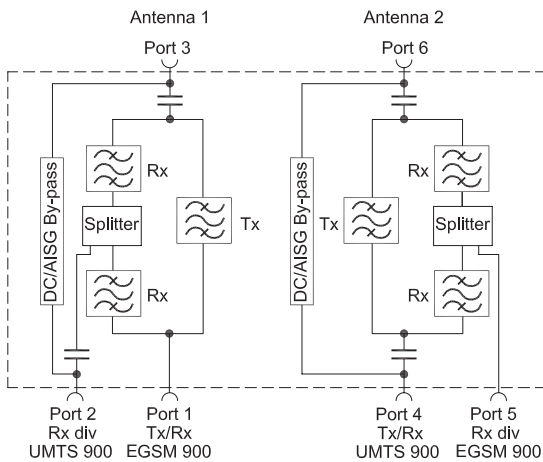 Antenna 1
Antenna 2
Port 3
Port 6
DC/AISG By-pass
Rx
Splitter
Tx
Rx
DC/AISG By-pass
Tx
Rx
Splitter
Rx
Port 2
Rx div
UMTS 900
Port 1
Tx/Rx
EGSM 900
Port 4
Tx/Rx
UMTS 900
Port 5
Rx div
EGSM 900